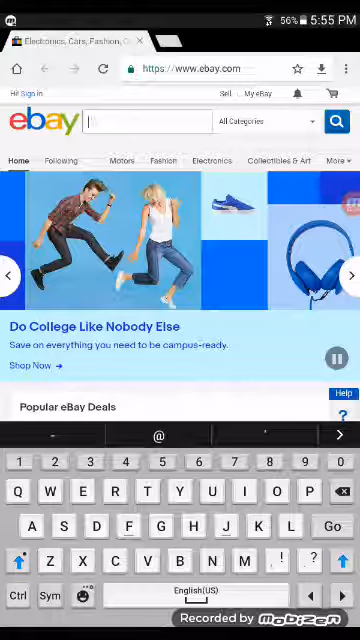 56% 5:55 PM
Electronics, Cars, Fashion, C
https://www.ebay.com
Hi! Sign in Sell My eBay
ebay All Categories
Home Following Motors Fashion Electronics Collectibles & Art More
Do College Like Nobody Else
Save on everything you need to be campus-ready.
Shop Now →
Help
Popular eBay Deals
?
- @ '
1 2 3 4 5 6 7 8 9 0
Q W E R T Y U I O P
A S D F G H J K L Go
Z X C V B N M ! ?
Ctrl Sym English(US)
Recorded by MOBIZEN